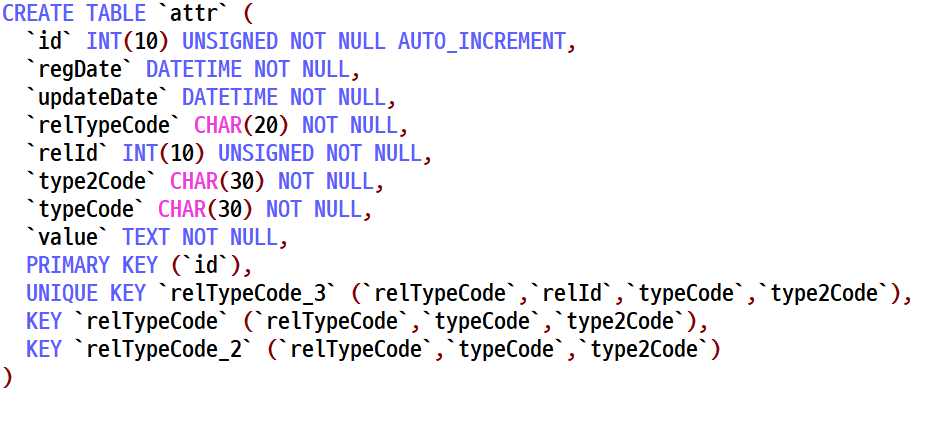 CREATE TABLE `attr` (
  `id` INT(10) UNSIGNED NOT NULL AUTO_INCREMENT,
  `regDate` DATETIME NOT NULL,
  `updateDate` DATETIME NOT NULL,
  `relTypeCode` CHAR(20) NOT NULL,
  `relId` INT(10) UNSIGNED NOT NULL,
  `type2Code` CHAR(30) NOT NULL,
  `typeCode` CHAR(30) NOT NULL,
  `value` TEXT NOT NULL,
  PRIMARY KEY (`id`),
  UNIQUE KEY `relTypeCode_3` (`relTypeCode`,`relId`,`typeCode`,`type2Code`),
  KEY `relTypeCode` (`relTypeCode`,`typeCode`,`type2Code`),
  KEY `relTypeCode_2` (`relTypeCode`,`typeCode`,`type2Code`)
)